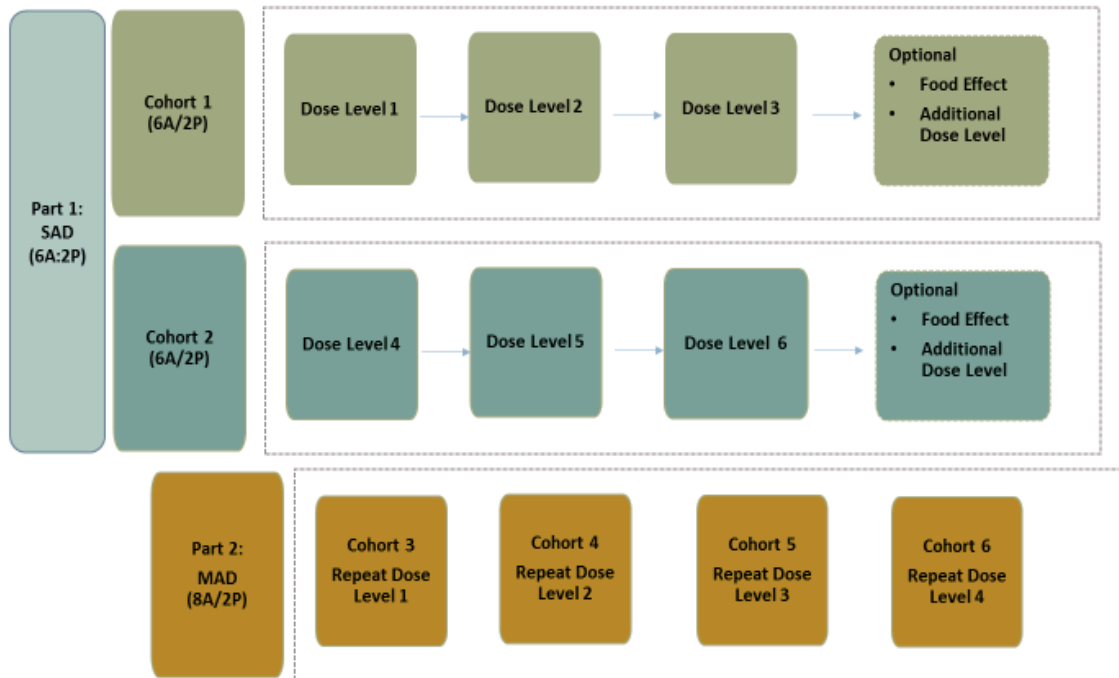 Part 1:
SAD
(6A:2P)
Cohort 1
(6A/2P)
Dose Level 1
Dose Level 2
Dose Level 3
Optional
• Food Effect
• Additional
Dose Level
Cohort 2
(6A/2P)
Dose Level 4
Dose Level 5
Dose Level 6
Optional
• Food Effect
• Additional
Dose Level
Part 2:
MAD
(8A/2P)
Cohort 3
Repeat Dose
Level 1
Cohort 4
Repeat Dose
Level 2
Cohort 5
Repeat Dose
Level 3
Cohort 6
Repeat Dose
Level 4